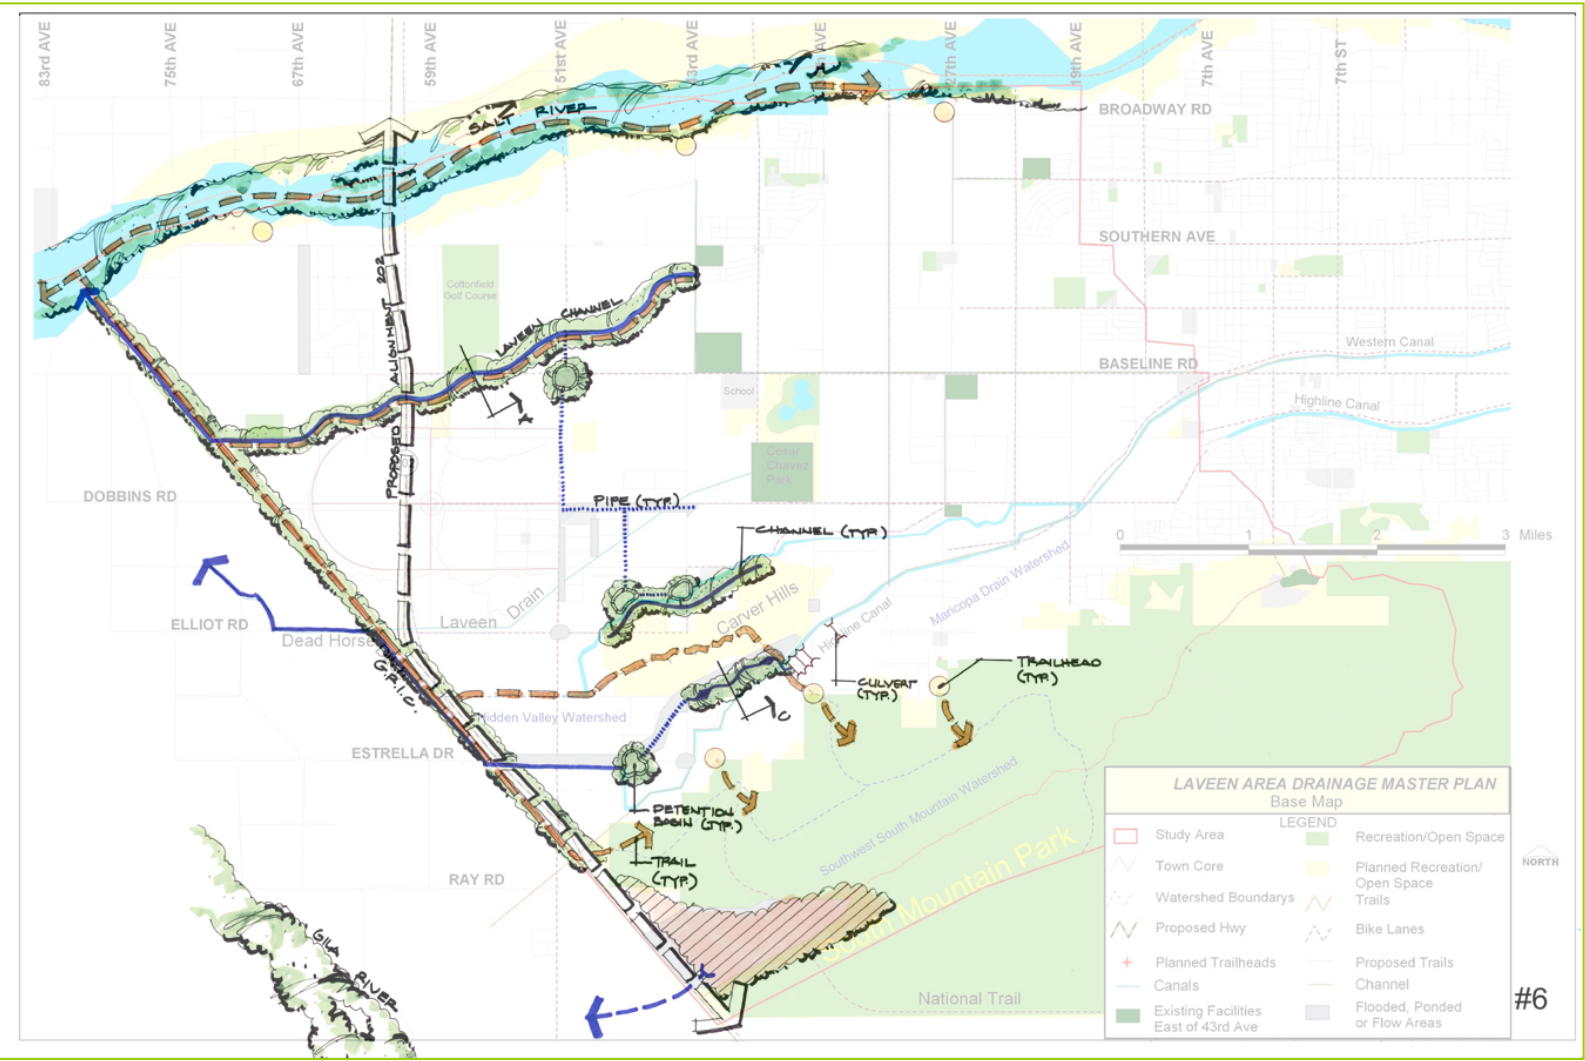 83rd AVE
75th AVE
67th AVE
59th AVE
51st AVE
43rd AVE
AVE
27th AVE
19th AVE
7th AVE
7th ST
BROADWAY RD
SALT RIVER
SOUTHERN AVE
Cottonfield
Golf Course
PROPOSED ALIGNMENT 202
LAVEEN CHANNEL
Western Canal
BASELINE RD
School
Highline Canal
A
Cesar
Chavez
Park
DOBBINS RD
PIPE (TYP.)
CHANNEL (TYP.)
0 1 2 3 Miles
Maricopa Drain Watershed
Carver Hills
Laveen Drain
Highline Canal
ELLIOT RD
Dead Horse
G.R.I.C.
TRAILHEAD
(TYP.)
CULVERT
(TYP.)
C
Hidden Valley Watershed
ESTRELLA DR
DETENTION
BASIN (TYP.)
Southwest South Mountain Watershed
TRAIL
(TYP.)
RAY RD
South Mountain Park
GILA RIVER
National Trail
LAVEEN AREA DRAINAGE MASTER PLAN
Base Map
LEGEND
Study Area
Town Core
Watershed Boundarys
Proposed Hwy
Planned Trailheads
Canals
Existing Facilities
East of 43rd Ave
Recreation/Open Space
Planned Recreation/
Open Space
Trails
Bike Lanes
Proposed Trails
Channel
Flooded, Ponded
or Flow Areas
NORTH
#6